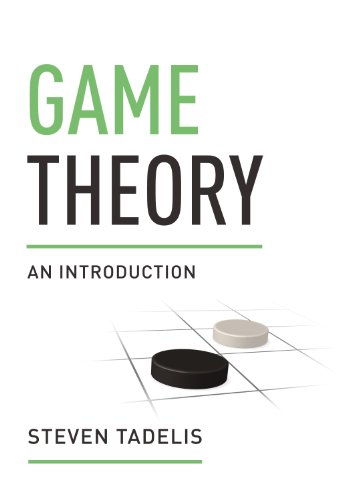 GAME
THEORY
AN INTRODUCTION
STEVEN TADELIS